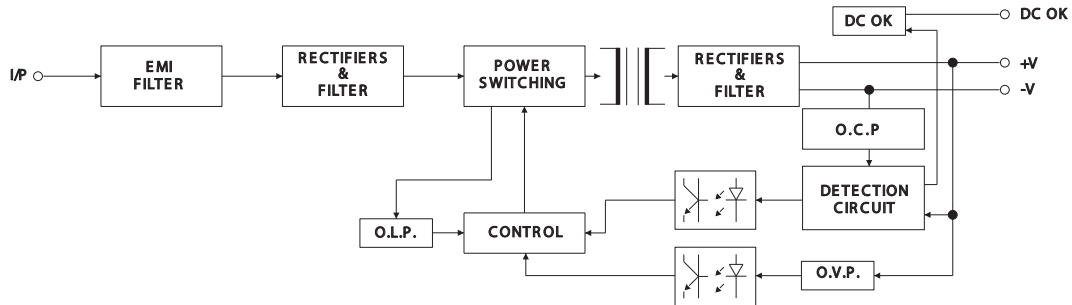 DC OK
DC OK
I/P
EMI
FILTER
RECTIFIERS
&
FILTER
POWER
SWITCHING
RECTIFIERS
&
FILTER
+V
-V
O.C.P
DETECTION
CIRCUIT
O.L.P.
CONTROL
O.V.P.